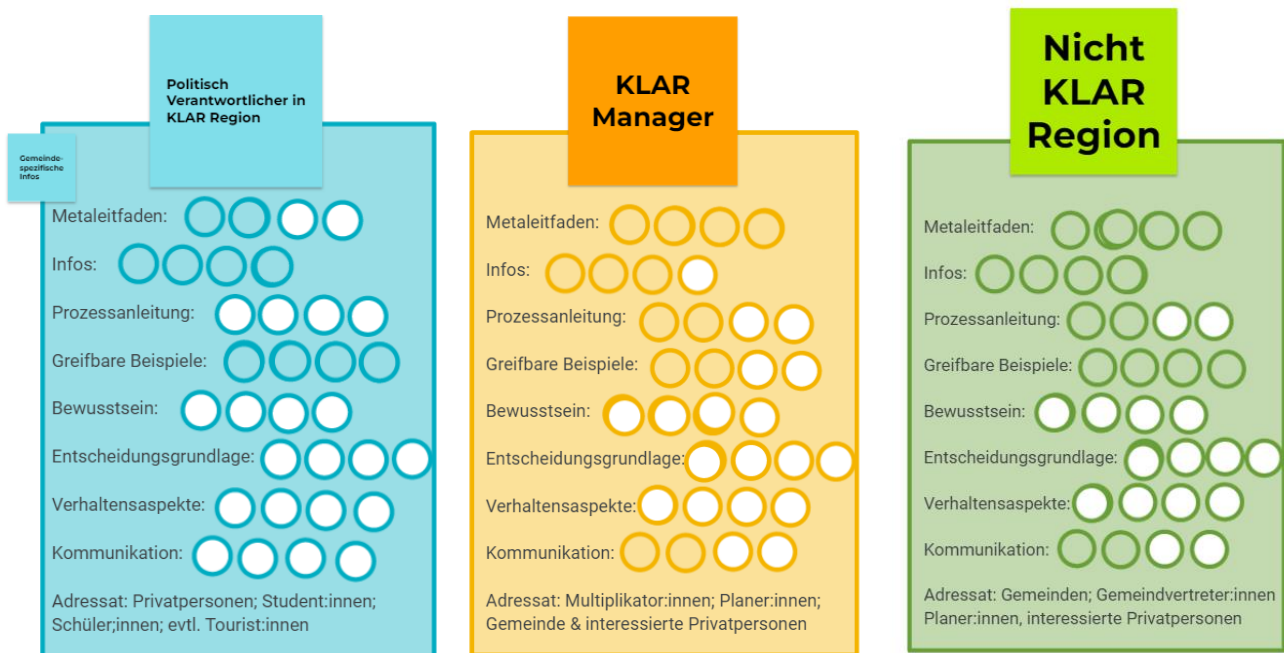 Politisch
Verantwortlicher in
KLAR Region
Gemeinde-
spezifische
Infos
Metaleitfaden:
Infos:
Prozessanleitung:
Greifbare Beispiele:
Bewusstsein:
Entscheidungsgrundlage:
Verhaltensaspekte:
Kommunikation:
Adressat: Privatpersonen; Student:innen;
Schüler;innen; evtl. Tourist:innen
KLAR
Manager
Metaleitfaden:
Infos:
Prozessanleitung:
Greifbare Beispiele:
Bewusstsein:
Entscheidungsgrundlage:
Verhaltensaspekte:
Kommunikation:
Adressat: Multiplikator:innen; Planer:innen;
Gemeinde & interessierte Privatpersonen
Nicht
KLAR
Region
Metaleitfaden:
Infos:
Prozessanleitung:
Greifbare Beispiele:
Bewusstsein:
Entscheidungsgrundlage:
Verhaltensaspekte:
Kommunikation:
Adressat: Gemeinden; Gemeindvertreter:innen
Planer:innen, interessierte Privatpersonen